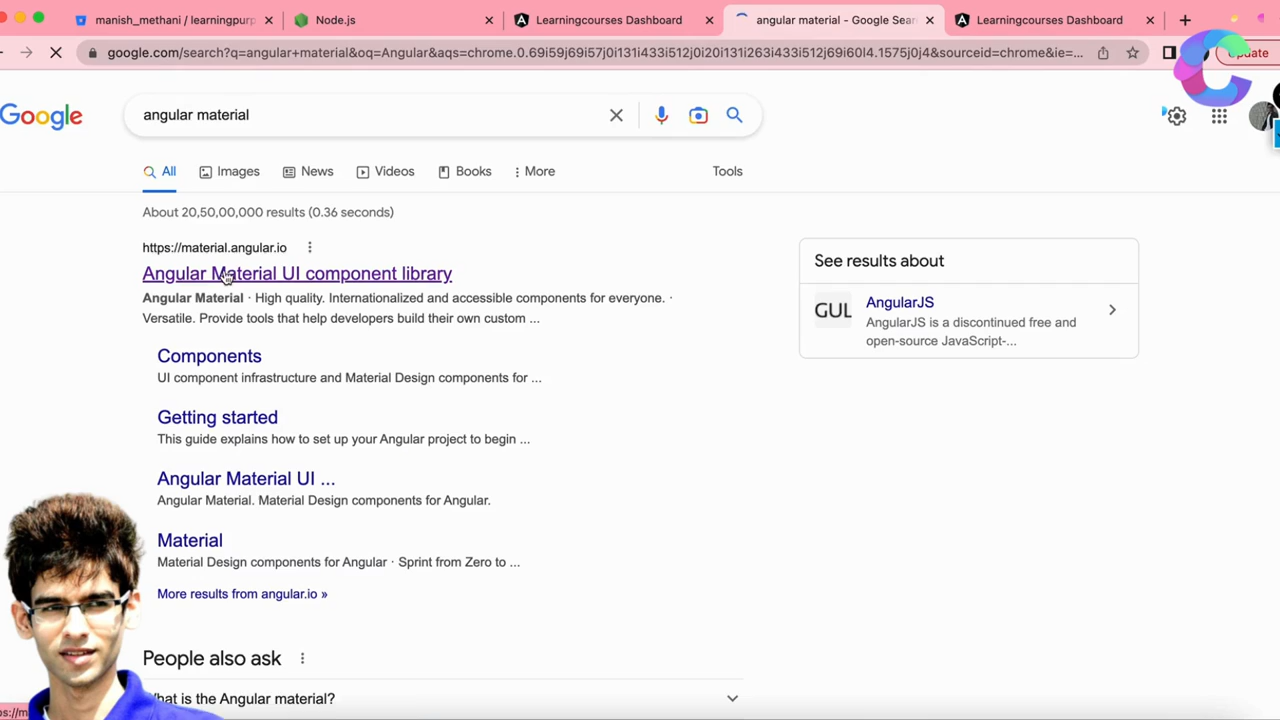 manish_methani / learningpurp
Node.js
Learningcourses Dashboard
angular material - Google Sear
Learningcourses Dashboard
google.com/search?q=angular+material&oq=Angular&aqs=chrome.0.69i59j69i57j0i131i433i512j0i20i131i263i433i512j69i60l4.1575j0j4&sourceid=chrome&ie=...
Update
Google
angular material
All
Images
News
Videos
Books
More
Tools
About 20,50,00,000 results (0.36 seconds)
https://material.angular.io
Angular Material UI component library
Angular Material · High quality. Internationalized and accessible components for everyone. ·
Versatile. Provide tools that help developers build their own custom ...
See results about
GUL
AngularJS
AngularJS is a discontinued free and
open-source JavaScript-...
Components
UI component infrastructure and Material Design components for ...
Getting started
This guide explains how to set up your Angular project to begin ...
Angular Material UI ...
Angular Material. Material Design components for Angular.
Material
Material Design components for Angular · Sprint from Zero to ...
More results from angular.io »
People also ask
hat is the Angular material?